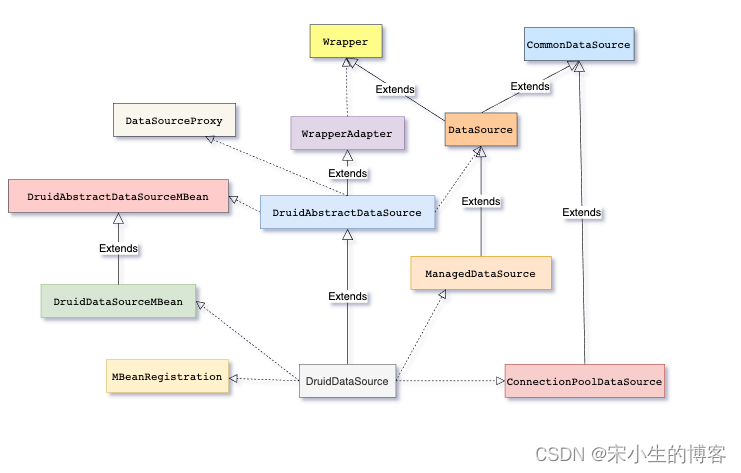 Wrapper
CommonDataSource
Extends
Extends
DataSourceProxy
WrapperAdapter
DataSource
Extends
DruidAbstractDataSourceMBean
DruidAbstractDataSource
Extends
Extends
Extends
ManagedDataSource
DruidDataSourceMBean
Extends
MBeanRegistration
DruidDataSource
ConnectionPoolDataSource
CSDN @宋小生的博客